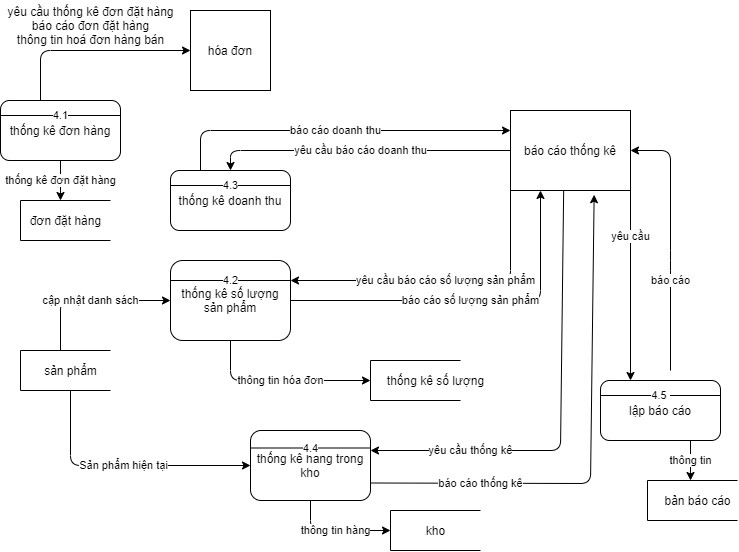 yêu cầu thống kê đơn đặt hàng
báo cáo đơn đặt hàng
thông tin hoá đơn hàng bán
hóa đơn
4.1
thống kê đơn hàng
thống kê đơn đặt hàng
đơn đặt hàng
báo cáo doanh thu
yêu cầu báo cáo doanh thu
báo cáo thống kê
4.3
thống kê doanh thu
yêu cầu
báo cáo
4.2
thống kê số lượng
sản phẩm
yêu cầu báo cáo số lượng sản phẩm
báo cáo số lượng sản phẩm
cập nhật danh sách
sản phẩm
thông tin hóa đơn
thống kê số lượng
4.5
lập báo cáo
4.4
thống kê hang trong
kho
yêu cầu thống kê
báo cáo thống kê
Sản phẩm hiện tại
thông tin
bản báo cáo
thông tin hàng
kho